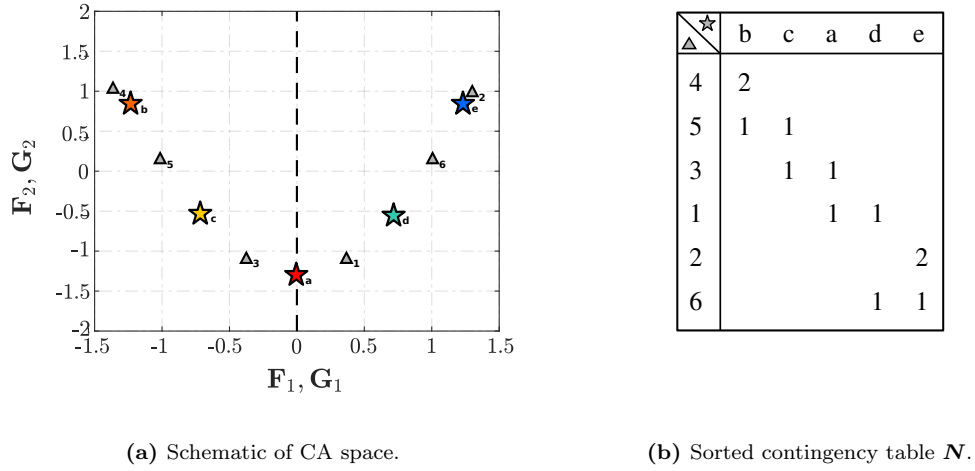 2
1.5
1
0.5
0
-0.5
-1
-1.5
-2
F2, G2
-1.5 -1 -0.5 0 0.5 1 1.5
F1, G1
4
b
5
c
3
a
1
d
6
2
e
b c a d e
4 2
5 1 1
3 1 1
1 1 1
2 2
6 1 1
(a) Schematic of CA space.
(b) Sorted contingency table N.